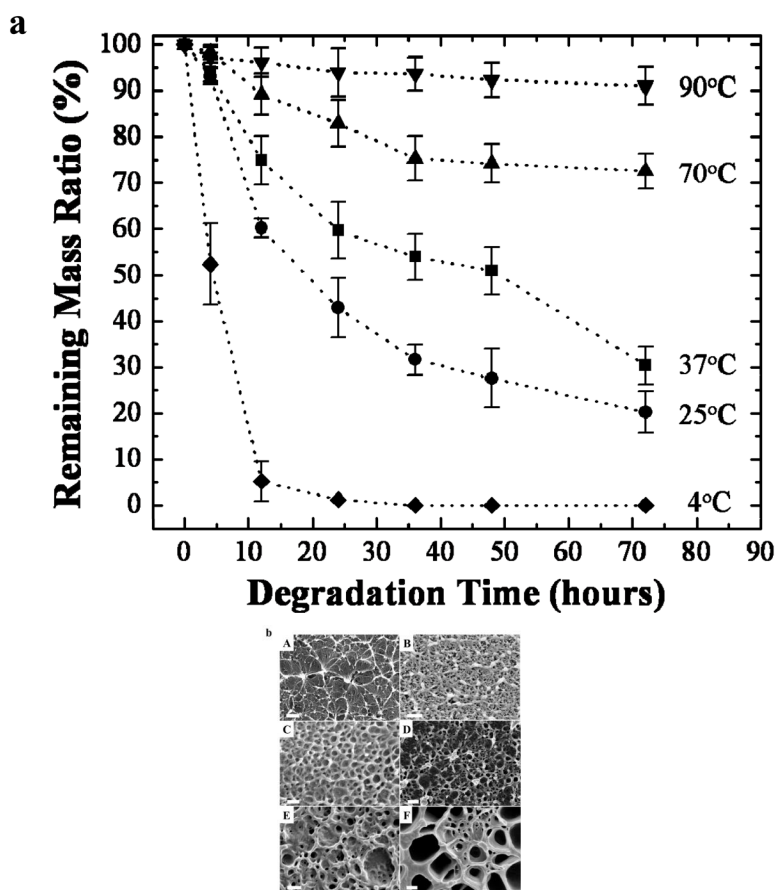 a
100
90
80
70
60
50
40
30
20
10
0
Remaining Mass Ratio (%)
90°C
70°C
37°C
25°C
4°C
0 10 20 30 40 50 60 70 80 90
Degradation Time (hours)
b
A B
C D
E F